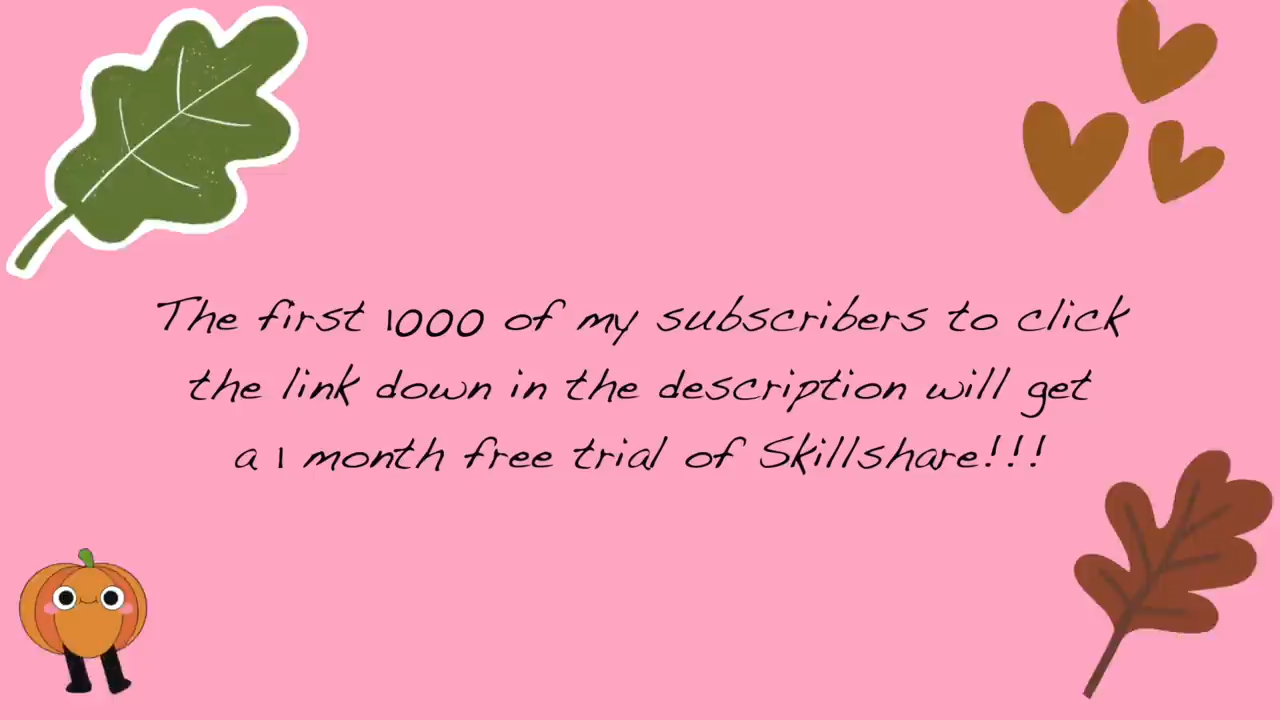 The first 1000 of my subscribers to click
the link down in the description will get
a 1 month free trial of Skillshare!!!